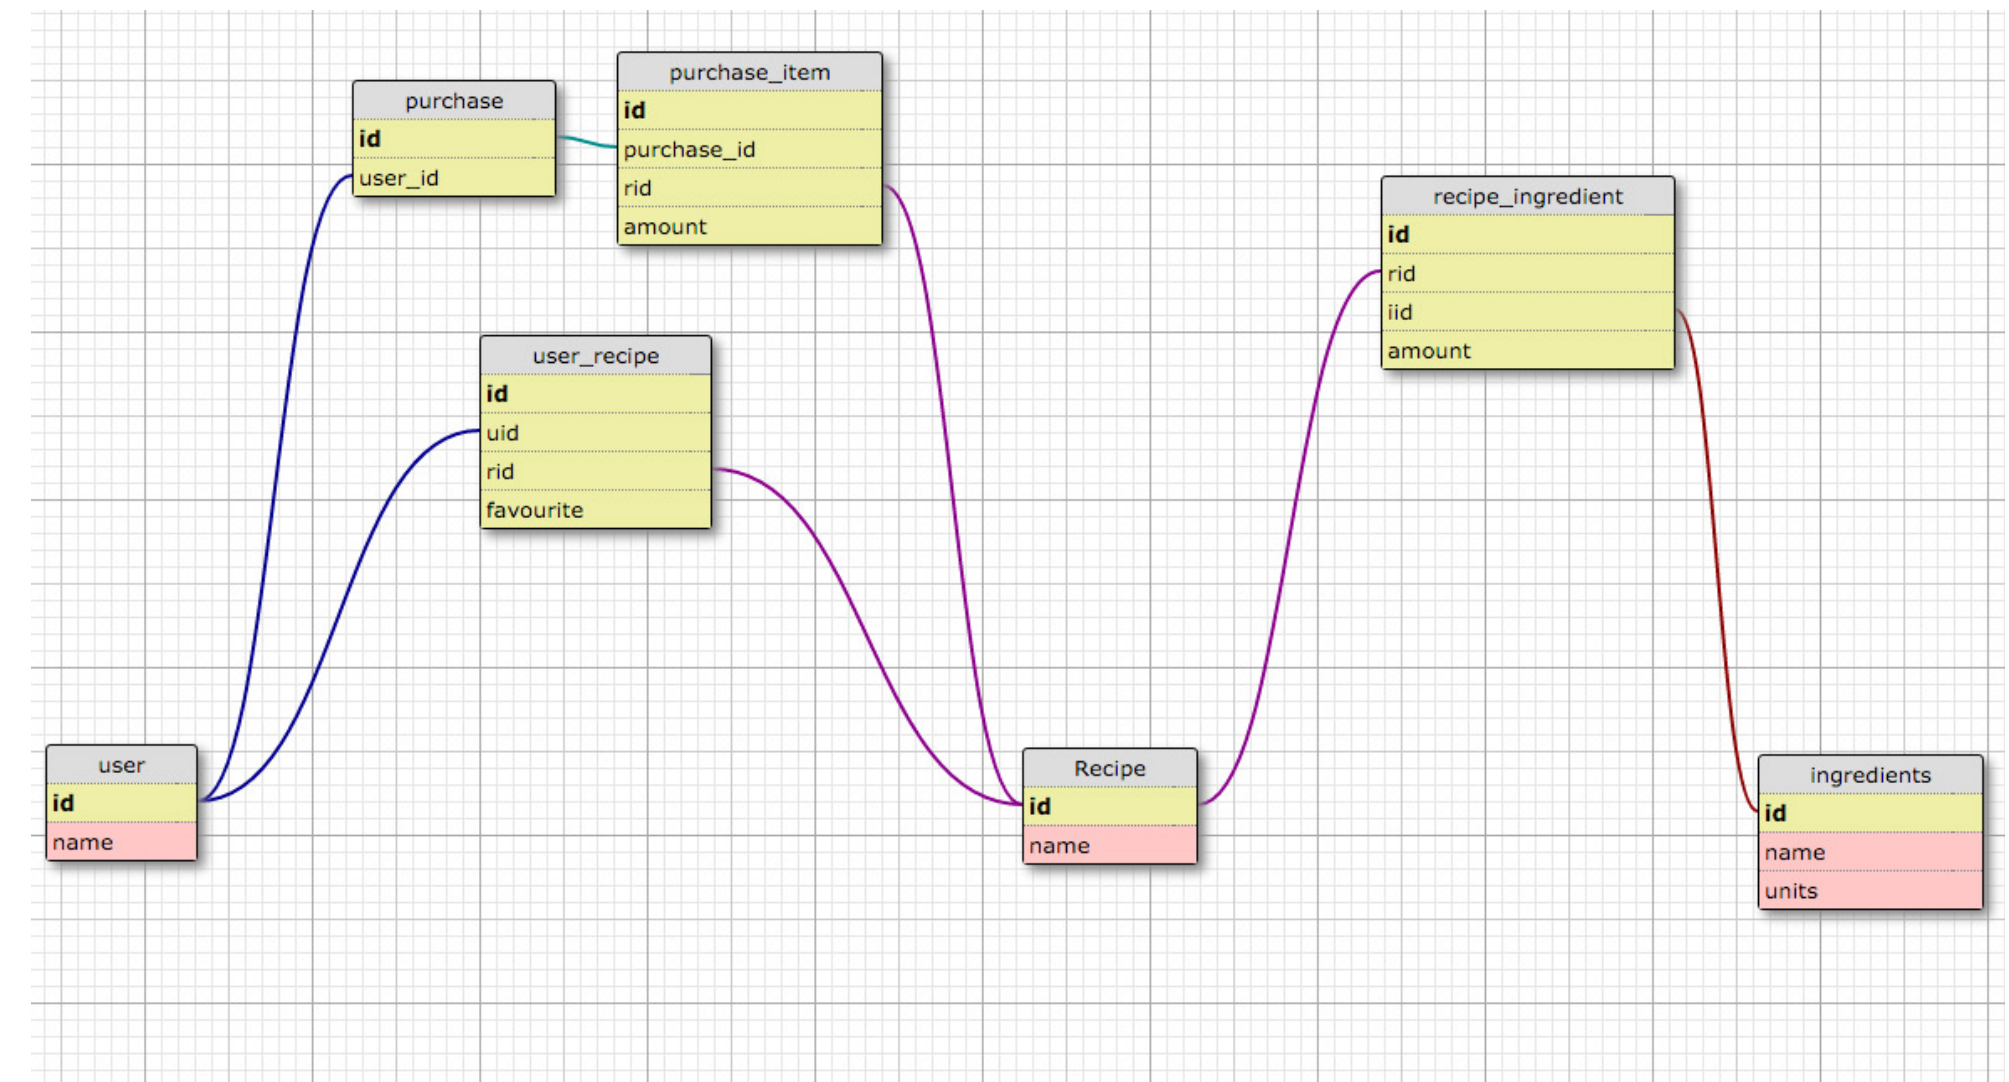 purchase
id
user_id
purchase_item
id
purchase_id
rid
amount
user_recipe
id
uid
rid
favourite
recipe_ingredient
id
rid
iid
amount
user
id
name
Recipe
id
name
ingredients
id
name
units